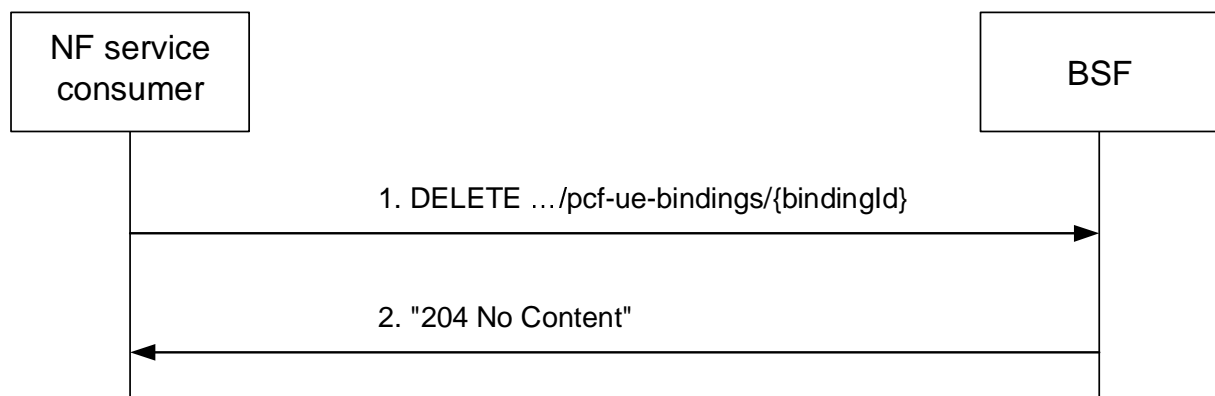 NF service
consumer
BSF
1. DELETE …/pcf-ue-bindings/{bindingId}
2. "204 No Content"